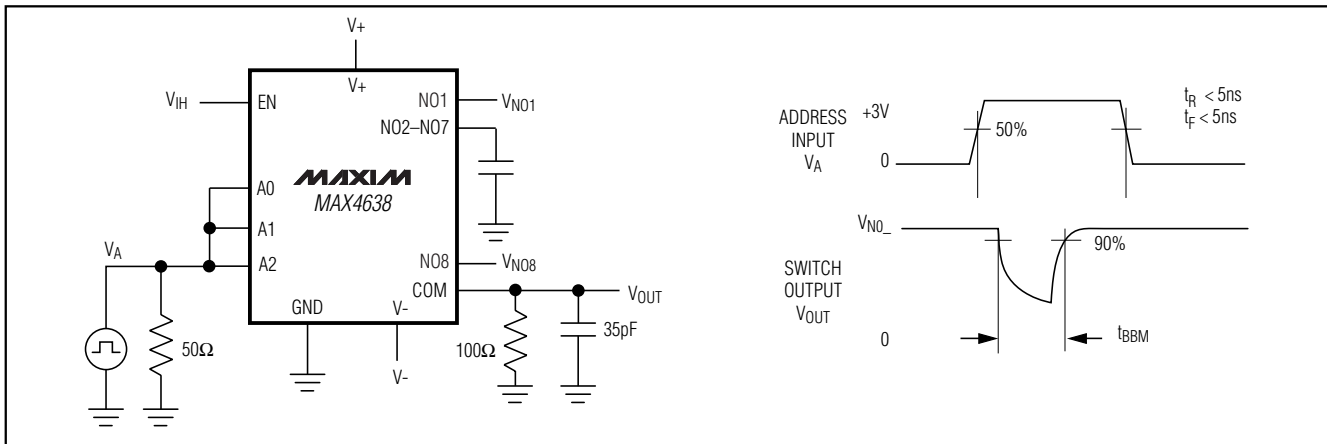 V+
V+
VIH
EN
NO1
VNO1
NO2–NO7
MAXIM
MAX4638
A0
A1
VA
A2
NO8
VNO8
COM
VOUT
GND
V-
50Ω
100Ω
35pF
V-
ADDRESS
INPUT
VA
+3V
0
50%
tR < 5ns
tF < 5ns
VN0_
90%
SWITCH
OUTPUT
VOUT
0
tBBM